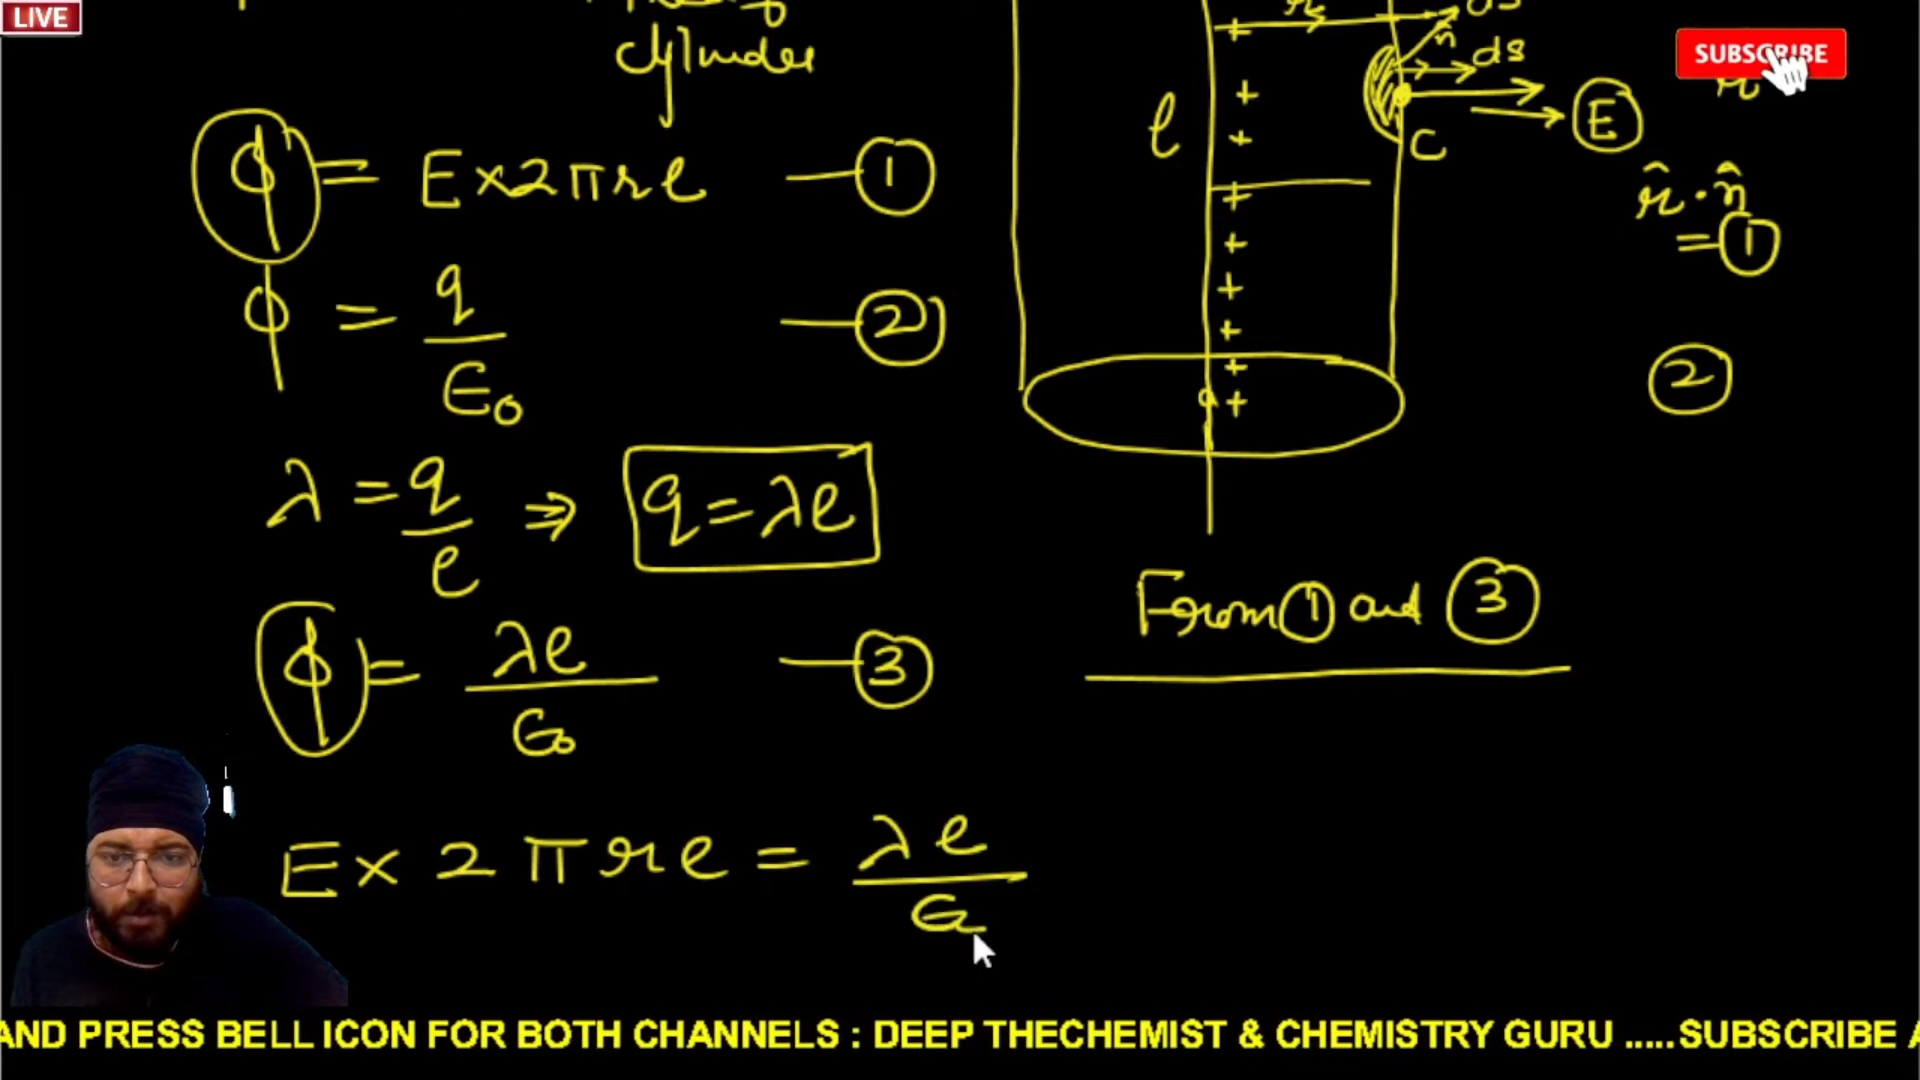 LIVE
SUBSCRIBE
cylinder
ϕ = E×2πrl —①
ϕ = q/ε₀ —②
λ = q/l ⇒ q = λl
ϕ = λl/ε₀ —③
E × 2πrl = λl/ε
l
+
+
+
+
+
+
+
+
+
n̂
ds
C
E
r̂·n̂
=①
②
From ① and ③
AND PRESS BELL ICON FOR BOTH CHANNELS : DEEP THECHEMIST & CHEMISTRY GURU .....SUBSCRIBE